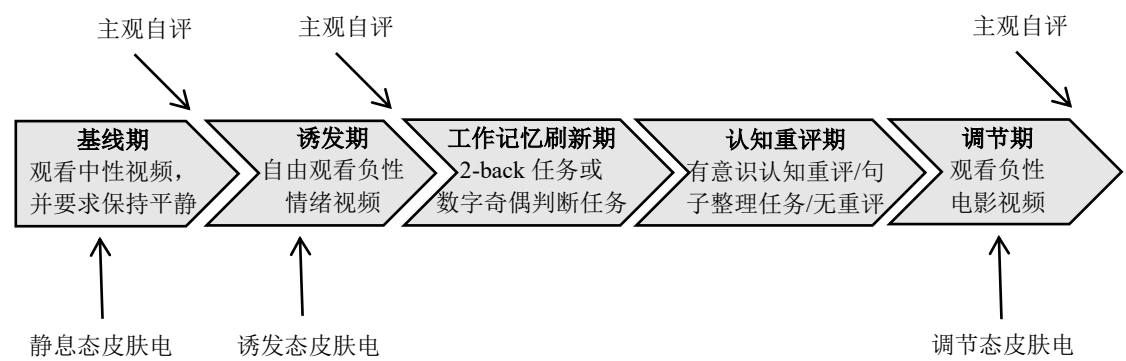 主观自评
主观自评
主观自评
基线期
观看中性视频，
并要求保持平静
诱发期
自由观看负性
情绪视频
工作记忆刷新期
2-back 任务或
数字奇偶判断任务
认知重评期
有意识认知重评/句
子整理任务/无重评
调节期
观看负性
电影视频
静息态皮肤电
诱发态皮肤电
调节态皮肤电